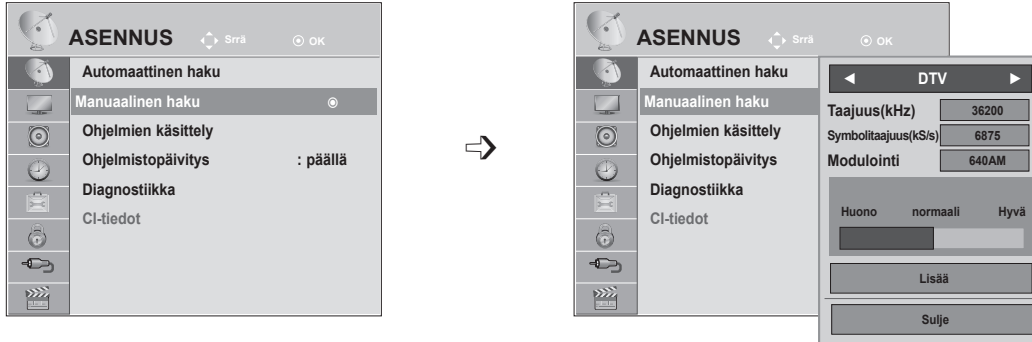 ASENNUS Srrä OK
Automaattinen haku
Manuaalinen haku
Ohjelmien käsittely
Ohjelmistopäivitys : päällä
Diagnostiikka
CI-tiedot
ASENNUS Srrä OK
Automaattinen haku
Manuaalinen haku
Ohjelmien käsittely
Ohjelmistopäivitys
Diagnostiikka
CI-tiedot
◀ DTV ▶
Taajuus(kHz) 36200
Symbolitaajuus(kS/s) 6875
Modulointi 640AM
Huono normaali Hyvä
Lisää
Sulje